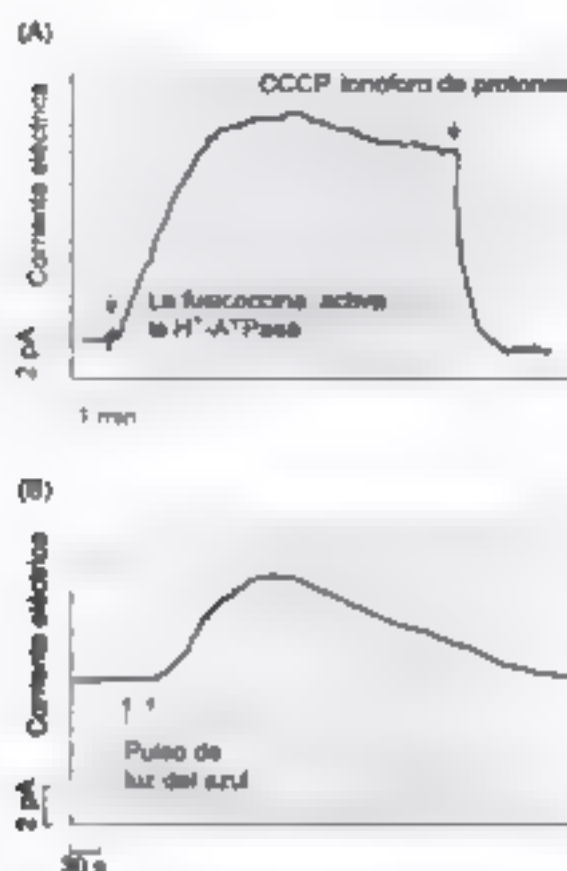 (A)
CCCP ionóforo de protones
Corriente eléctrica
La fusicoccina activa
la H⁺-ATPasa
2 pA
1 min
(B)
Corriente eléctrica
Pulso de
luz del azul
2 pA
30 s